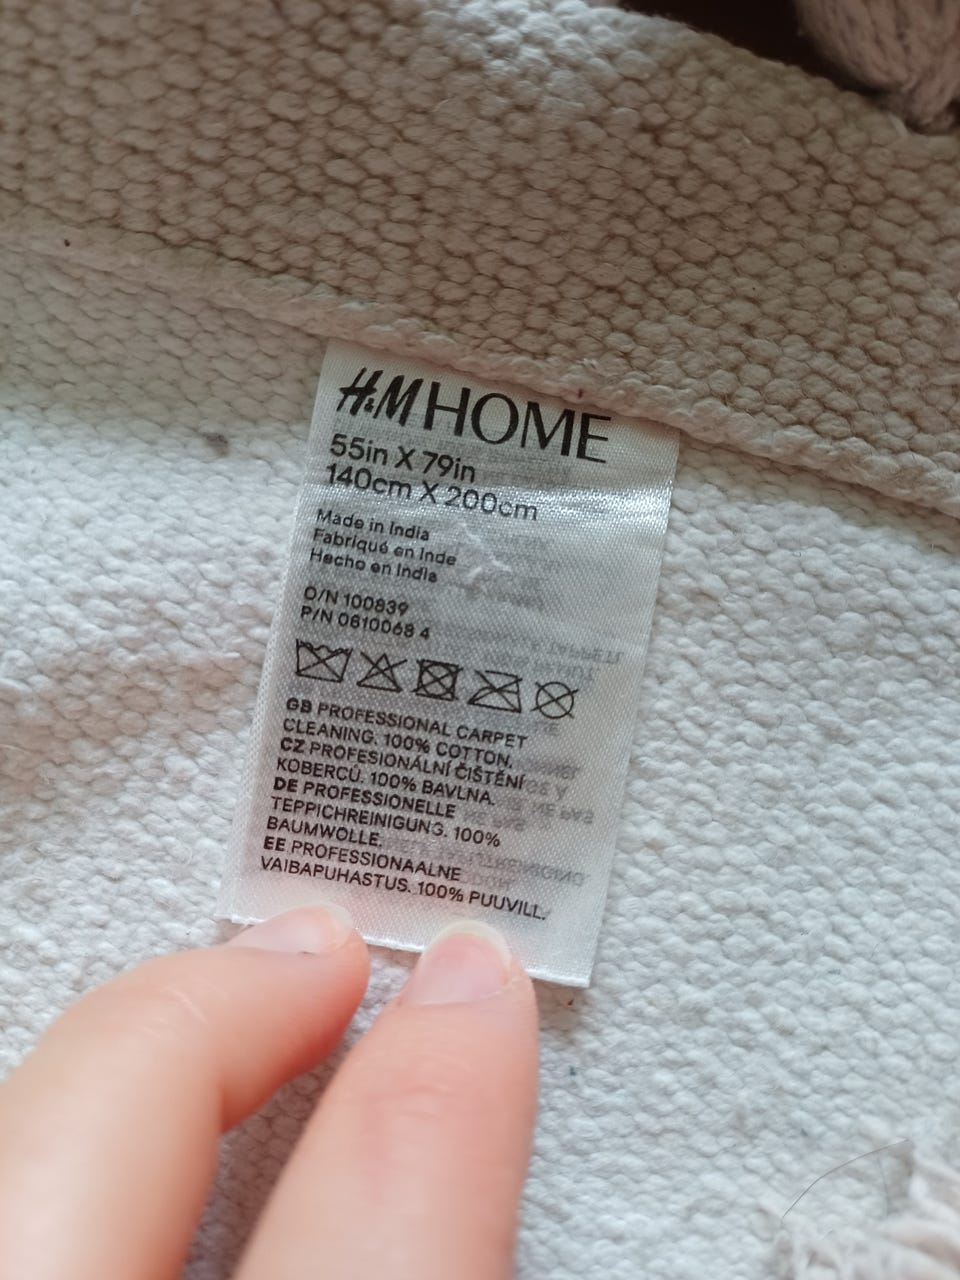 H&M HOME
55in X 79in
140cm X 200cm
Made in India
Fabriqué en Inde
Hecho en India
O/N 100839
P/N 0810068 4
GB PROFESSIONAL CARPET
CLEANING. 100% COTTON.
CZ PROFESIONÁLNÍ ČIŠTĚNÍ
KOBERCŮ. 100% BAVLNA.
DE PROFESSIONELLE
TEPPICHREINIGUNG. 100%
BAUMWOLLE.
EE PROFESSIONAALNE
VAIBAPUHASTUS. 100% PUUVILL.